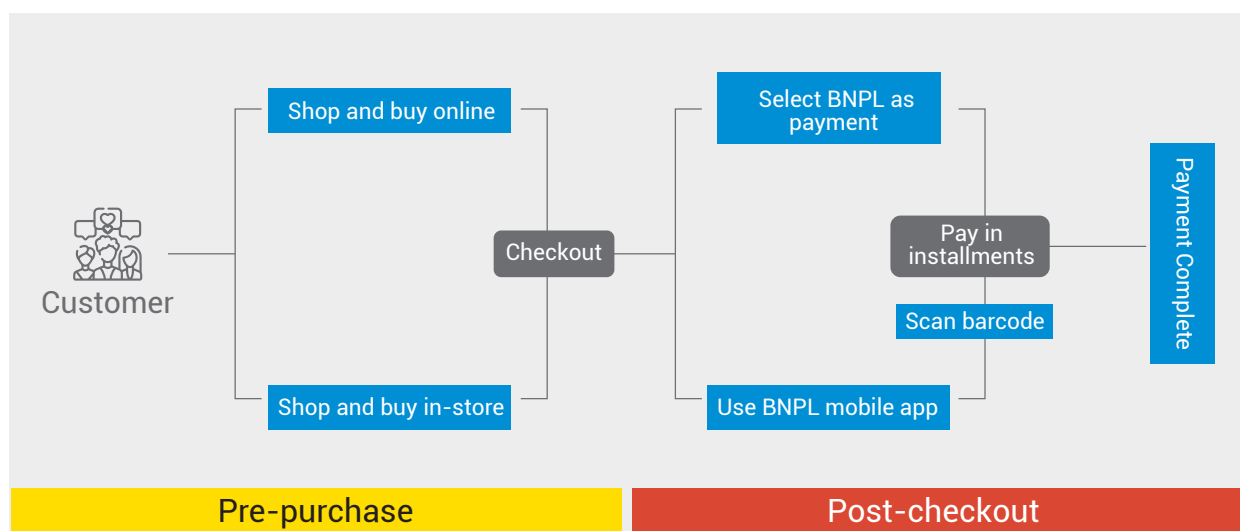 Customer
Shop and buy online
Shop and buy in-store
Checkout
Select BNPL as
payment
Use BNPL mobile app
Scan barcode
Pay in
installments
Payment Complete
Pre-purchase
Post-checkout